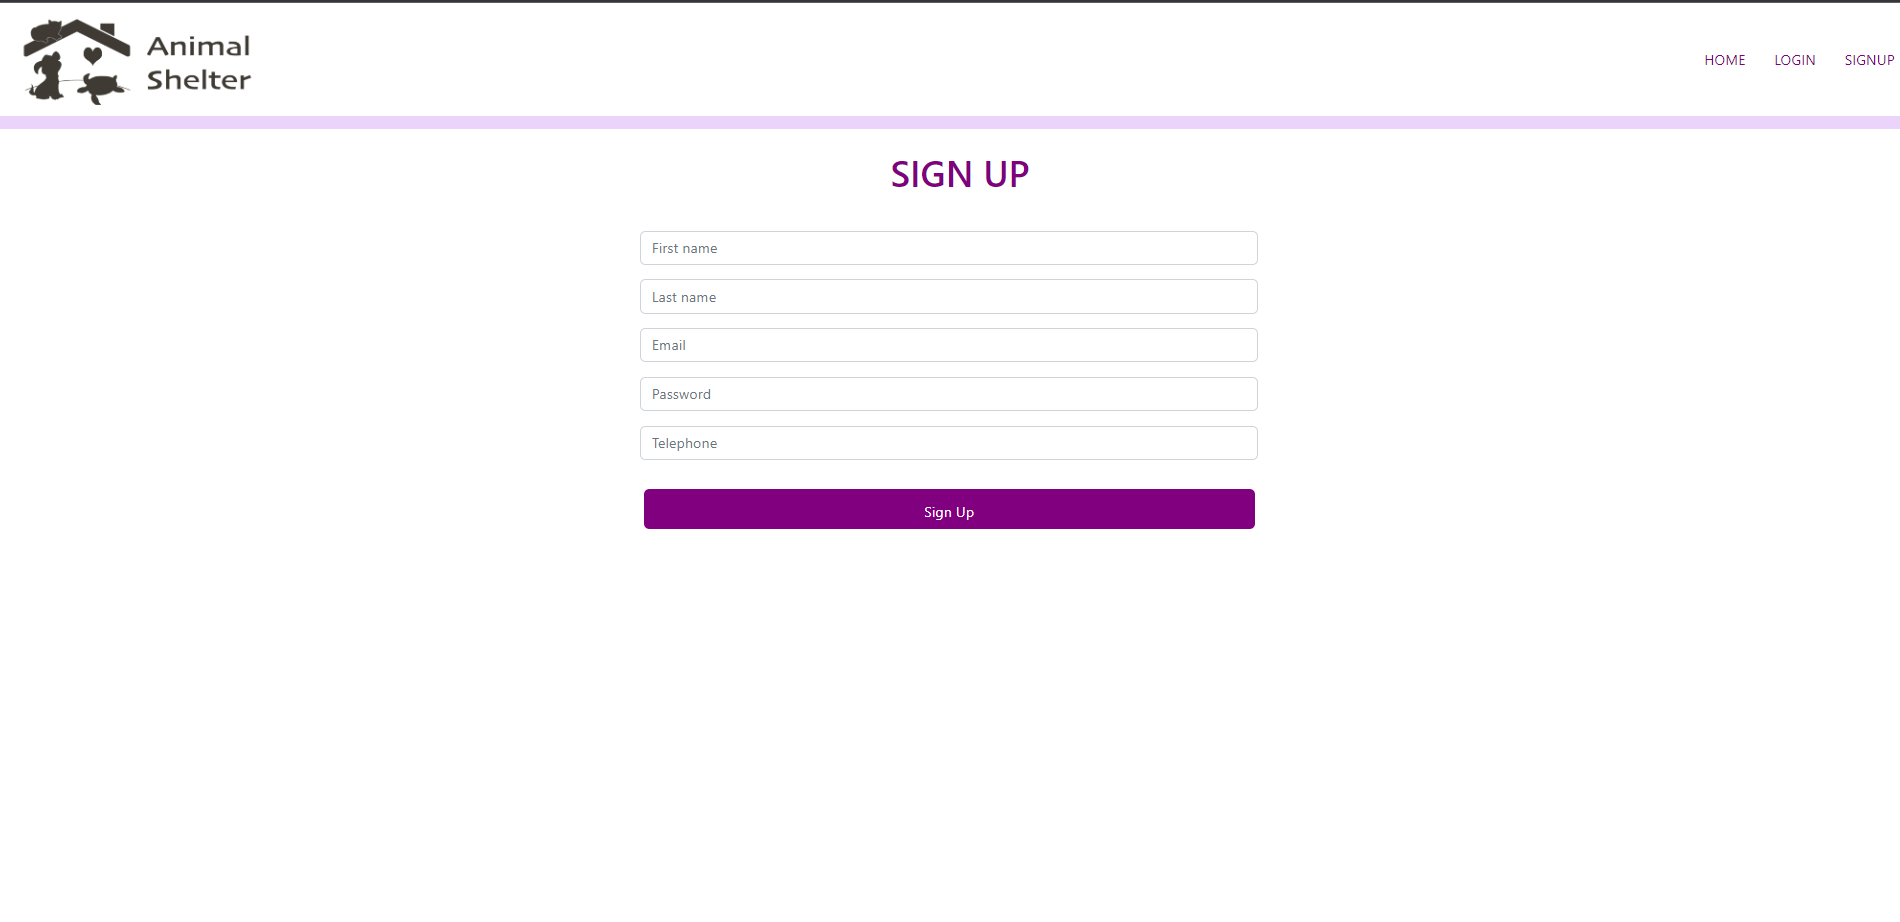 Animal
Shelter
HOME
LOGIN
SIGNUP
SIGN UP
First name
Last name
Email
Password
Telephone
Sign Up